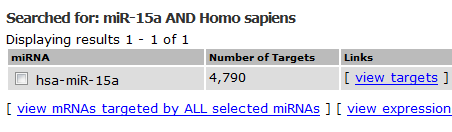 Searched for: miR-15a AND Homo sapiens
Displaying results 1 - 1 of 1
miRNA Number of Targets Links
hsa-miR-15a 4,790 [ view targets ]
[ view mRNAs targeted by ALL selected miRNAs ] [ view expression